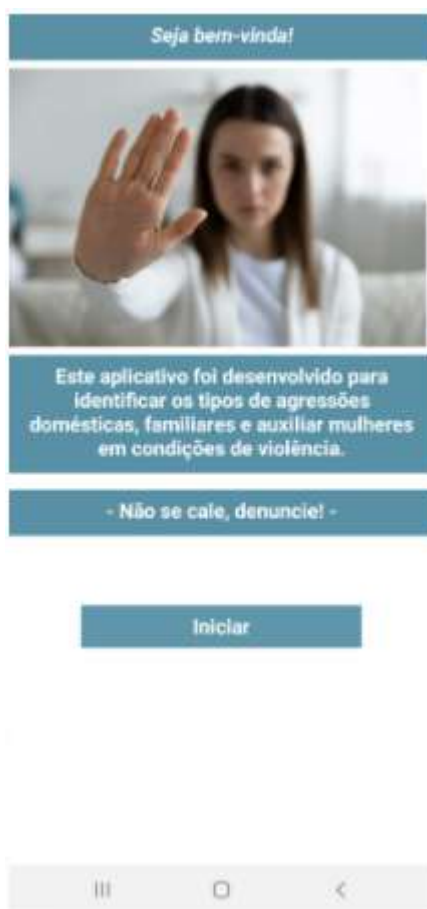 Seja bem-vinda!
Este aplicativo foi desenvolvido para
identificar os tipos de agressões
domésticas, familiares e auxiliar mulheres
em condições de violência.
- Não se cale, denuncie! -
Iniciar